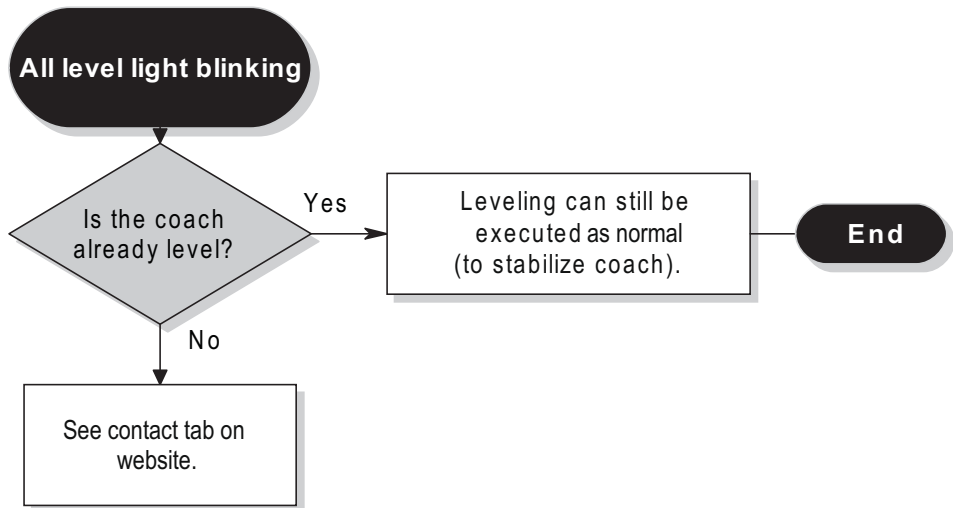 All level light blinking
Is the coach
already level?
Yes
Leveling can still be
executed as normal
(to stabilize coach).
End
No
See contact tab on
website.